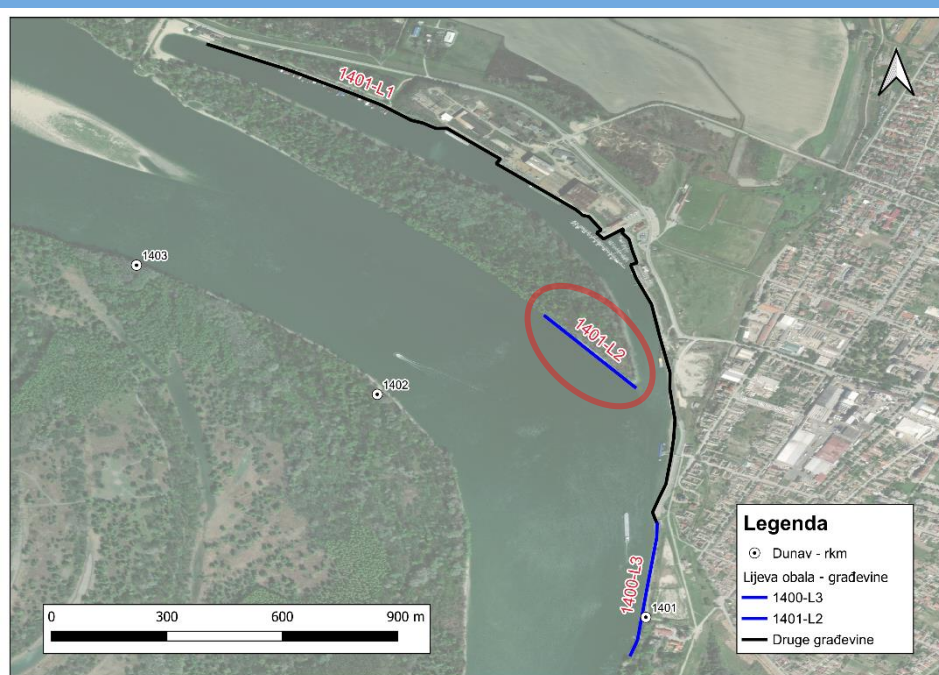 1401-L1
1403
1401-L2
1402
1400-L3
1401
Legenda
Dunav - rkm
Lijeva obala - građevine
1400-L3
1401-L2
Druge građevine
0 300 600 900 m